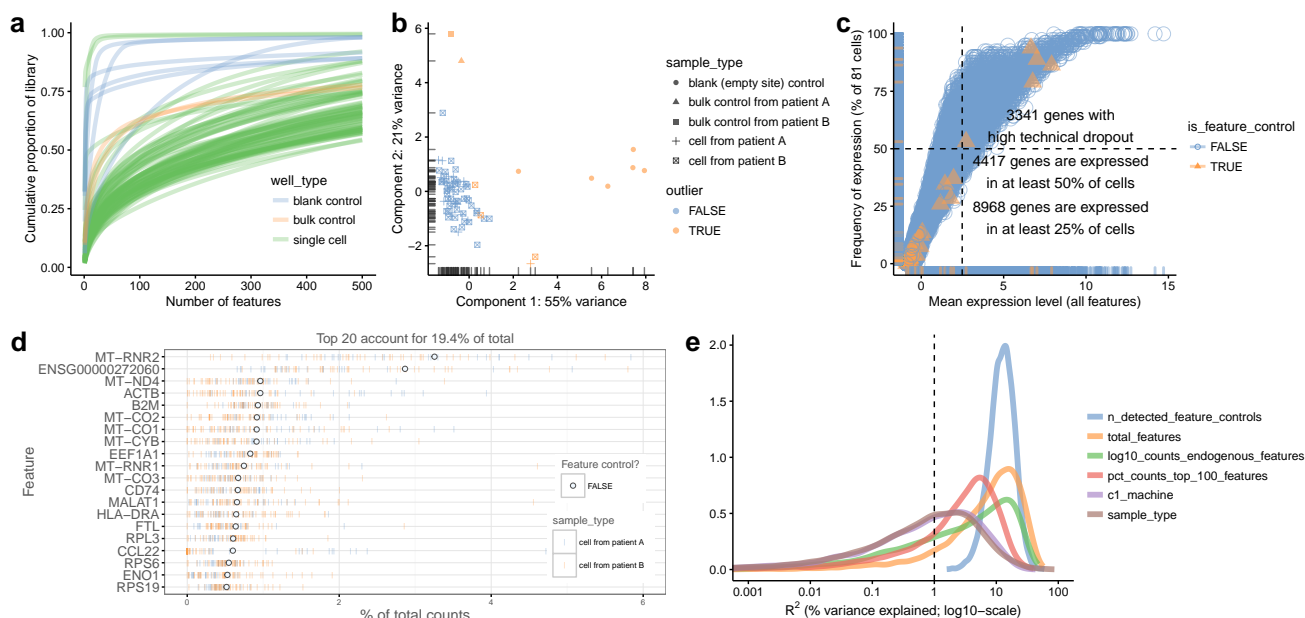 a
Cumulative proportion of library
1.00
0.75
0.50
0.25
0.00
0
100
200
300
400
500
Number of features
well_type
blank control
bulk control
single cell
b
Component 2: 21% variance
6
4
2
0
−2
0
2
4
6
8
Component 1: 55% variance
sample_type
blank (empty site) control
bulk control from patient A
bulk control from patient B
cell from patient A
cell from patient B
outlier
FALSE
TRUE
c
Frequency of expression (% of 81 cells)
100
75
50
25
0
0
5
10
15
Mean expression level (all features)
3341 genes with
high technical dropout
4417 genes are expressed
in at least 50% of cells
8968 genes are expressed
in at least 25% of cells
is_feature_control
FALSE
TRUE
d
Top 20 account for 19.4% of total
Feature
MT−RNR2
ENSG00000272060
MT−ND4
ACTB
B2M
MT−CO2
MT−CO1
MT−CYB
EEF1A1
MT−RNR1
MT−CO3
CD74
MALAT1
HLA−DRA
FTL
RPL3
CCL22
RPS6
ENO1
RPS19
0
2
4
6
% of total counts
Feature control?
FALSE
sample_type
cell from patient A
cell from patient B
e
2.0
1.5
1.0
0.5
0.0
0.001
0.01
0.1
1
10
100
R² (% variance explained; log10−scale)
n_detected_feature_controls
total_features
log10_counts_endogenous_features
pct_counts_top_100_features
c1_machine
sample_type